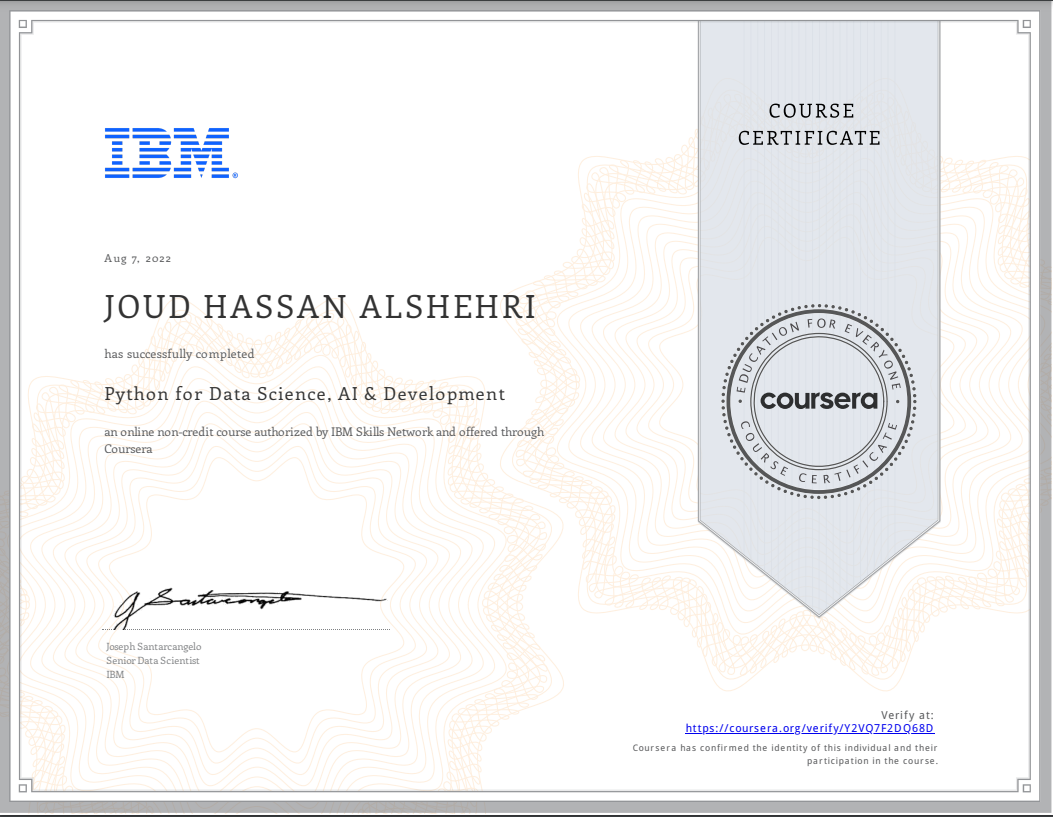 COURSE
CERTIFICATE
IBM®
Aug 7, 2022
JOUD HASSAN ALSHEHRI
has successfully completed
Python for Data Science, AI & Development
an online non-credit course authorized by IBM Skills Network and offered through
Coursera
EDUCATION FOR EVERYONE
coursera
COURSE CERTIFICATE
J Santarcangelo
Joseph Santarcangelo
Senior Data Scientist
IBM
Verify at:
https://coursera.org/verify/Y2VQ7F2DQ68D
Coursera has confirmed the identity of this individual and their
participation in the course.